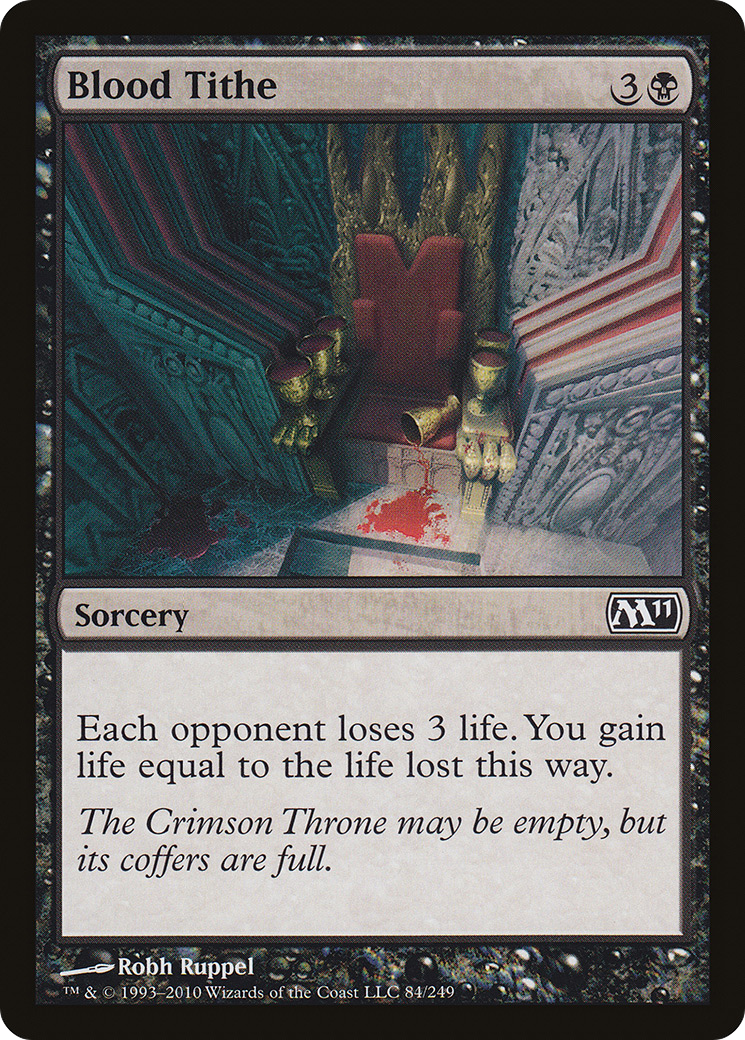 Blood Tithe 3
Sorcery M11
Each opponent loses 3 life. You gain
life equal to the life lost this way.
The Crimson Throne may be empty, but
its coffers are full.
Robh Ruppel
™ & © 1993–2010 Wizards of the Coast LLC 84/249